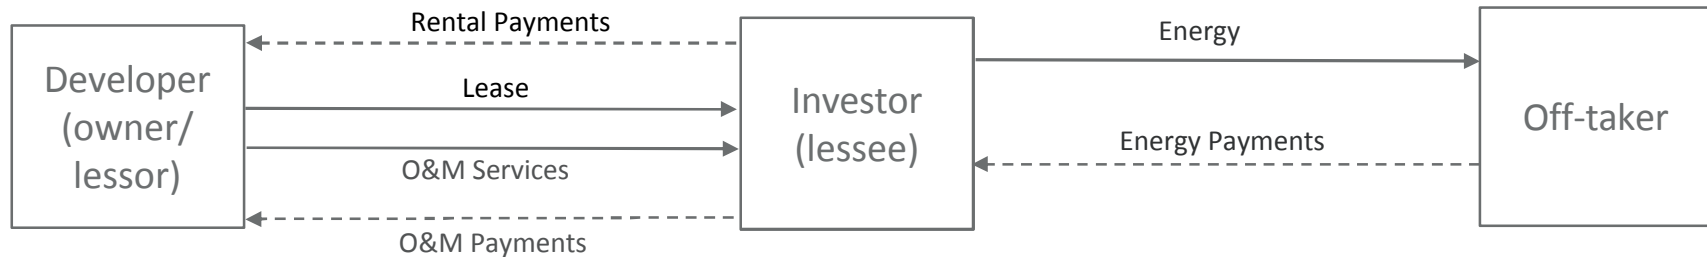 Rental Payments
Developer
(owner/
lessor)
Lease
O&M Services
O&M Payments
Investor
(lessee)
Energy
Energy Payments
Off-taker